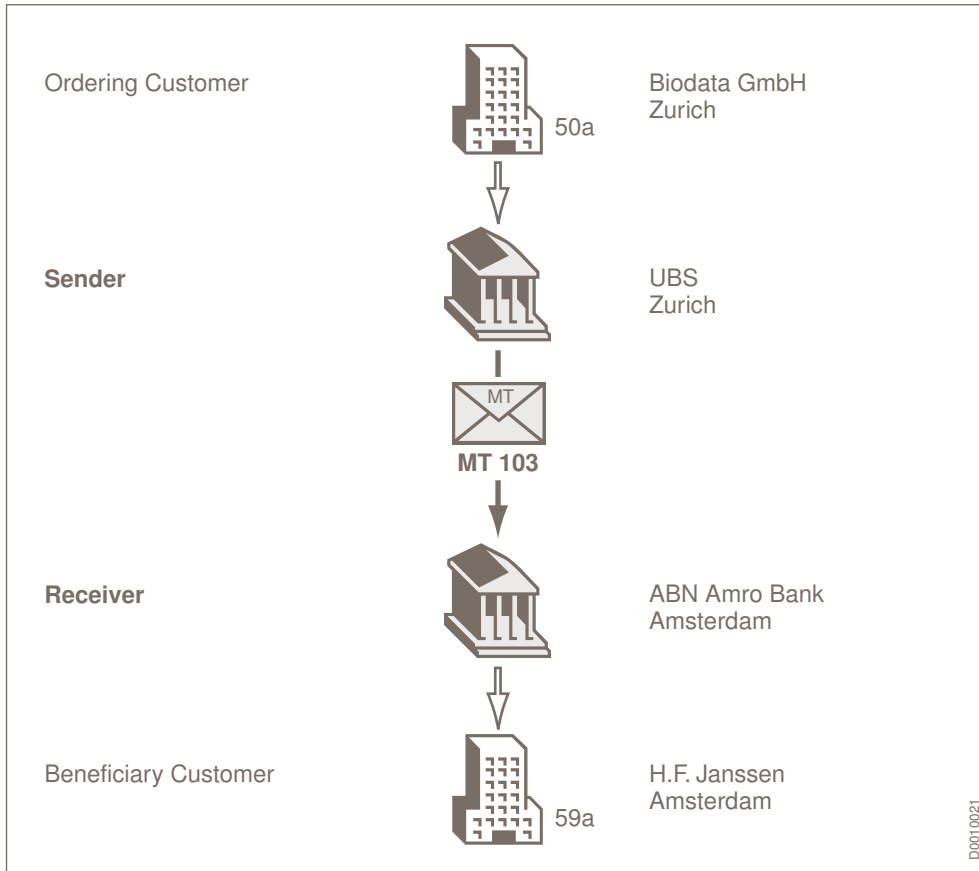 Ordering Customer
50a
Biodata GmbH
Zurich
Sender
UBS
Zurich
MT
MT 103
Receiver
ABN Amro Bank
Amsterdam
Beneficiary Customer
59a
H.F. Janssen
Amsterdam
D0010021